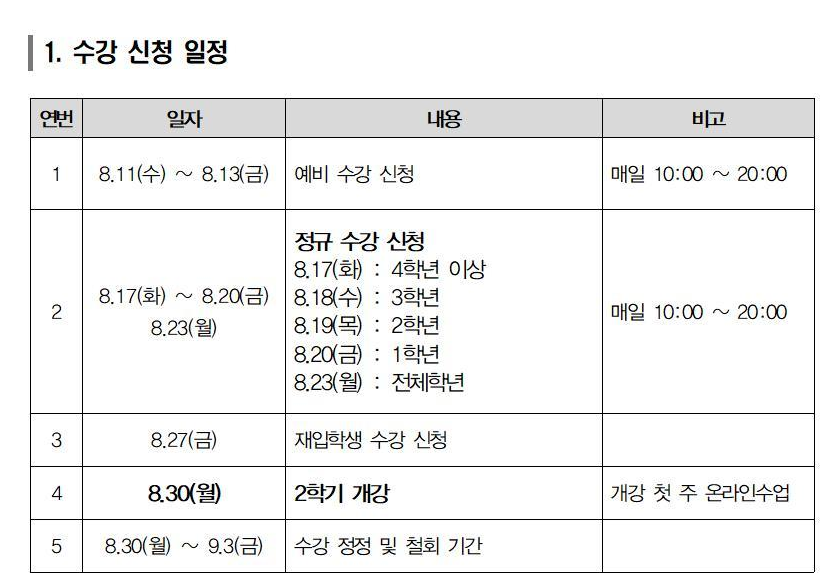 1. 수강 신청 일정
연번 일자 내용 비고
1 8.11(수) ~ 8.13(금) 예비 수강 신청 매일 10:00 ~ 20:00
2 8.17(화) ~ 8.20(금)
8.23(월)
정규 수강 신청
8.17(화) : 4학년 이상
8.18(수) : 3학년
8.19(목) : 2학년
8.20(금) : 1학년
8.23(월) : 전체학년
매일 10:00 ~ 20:00
3 8.27(금) 재입학생 수강 신청
4 8.30(월) 2학기 개강 개강 첫 주 온라인수업
5 8.30(월) ~ 9.3(금) 수강 정정 및 철회 기간